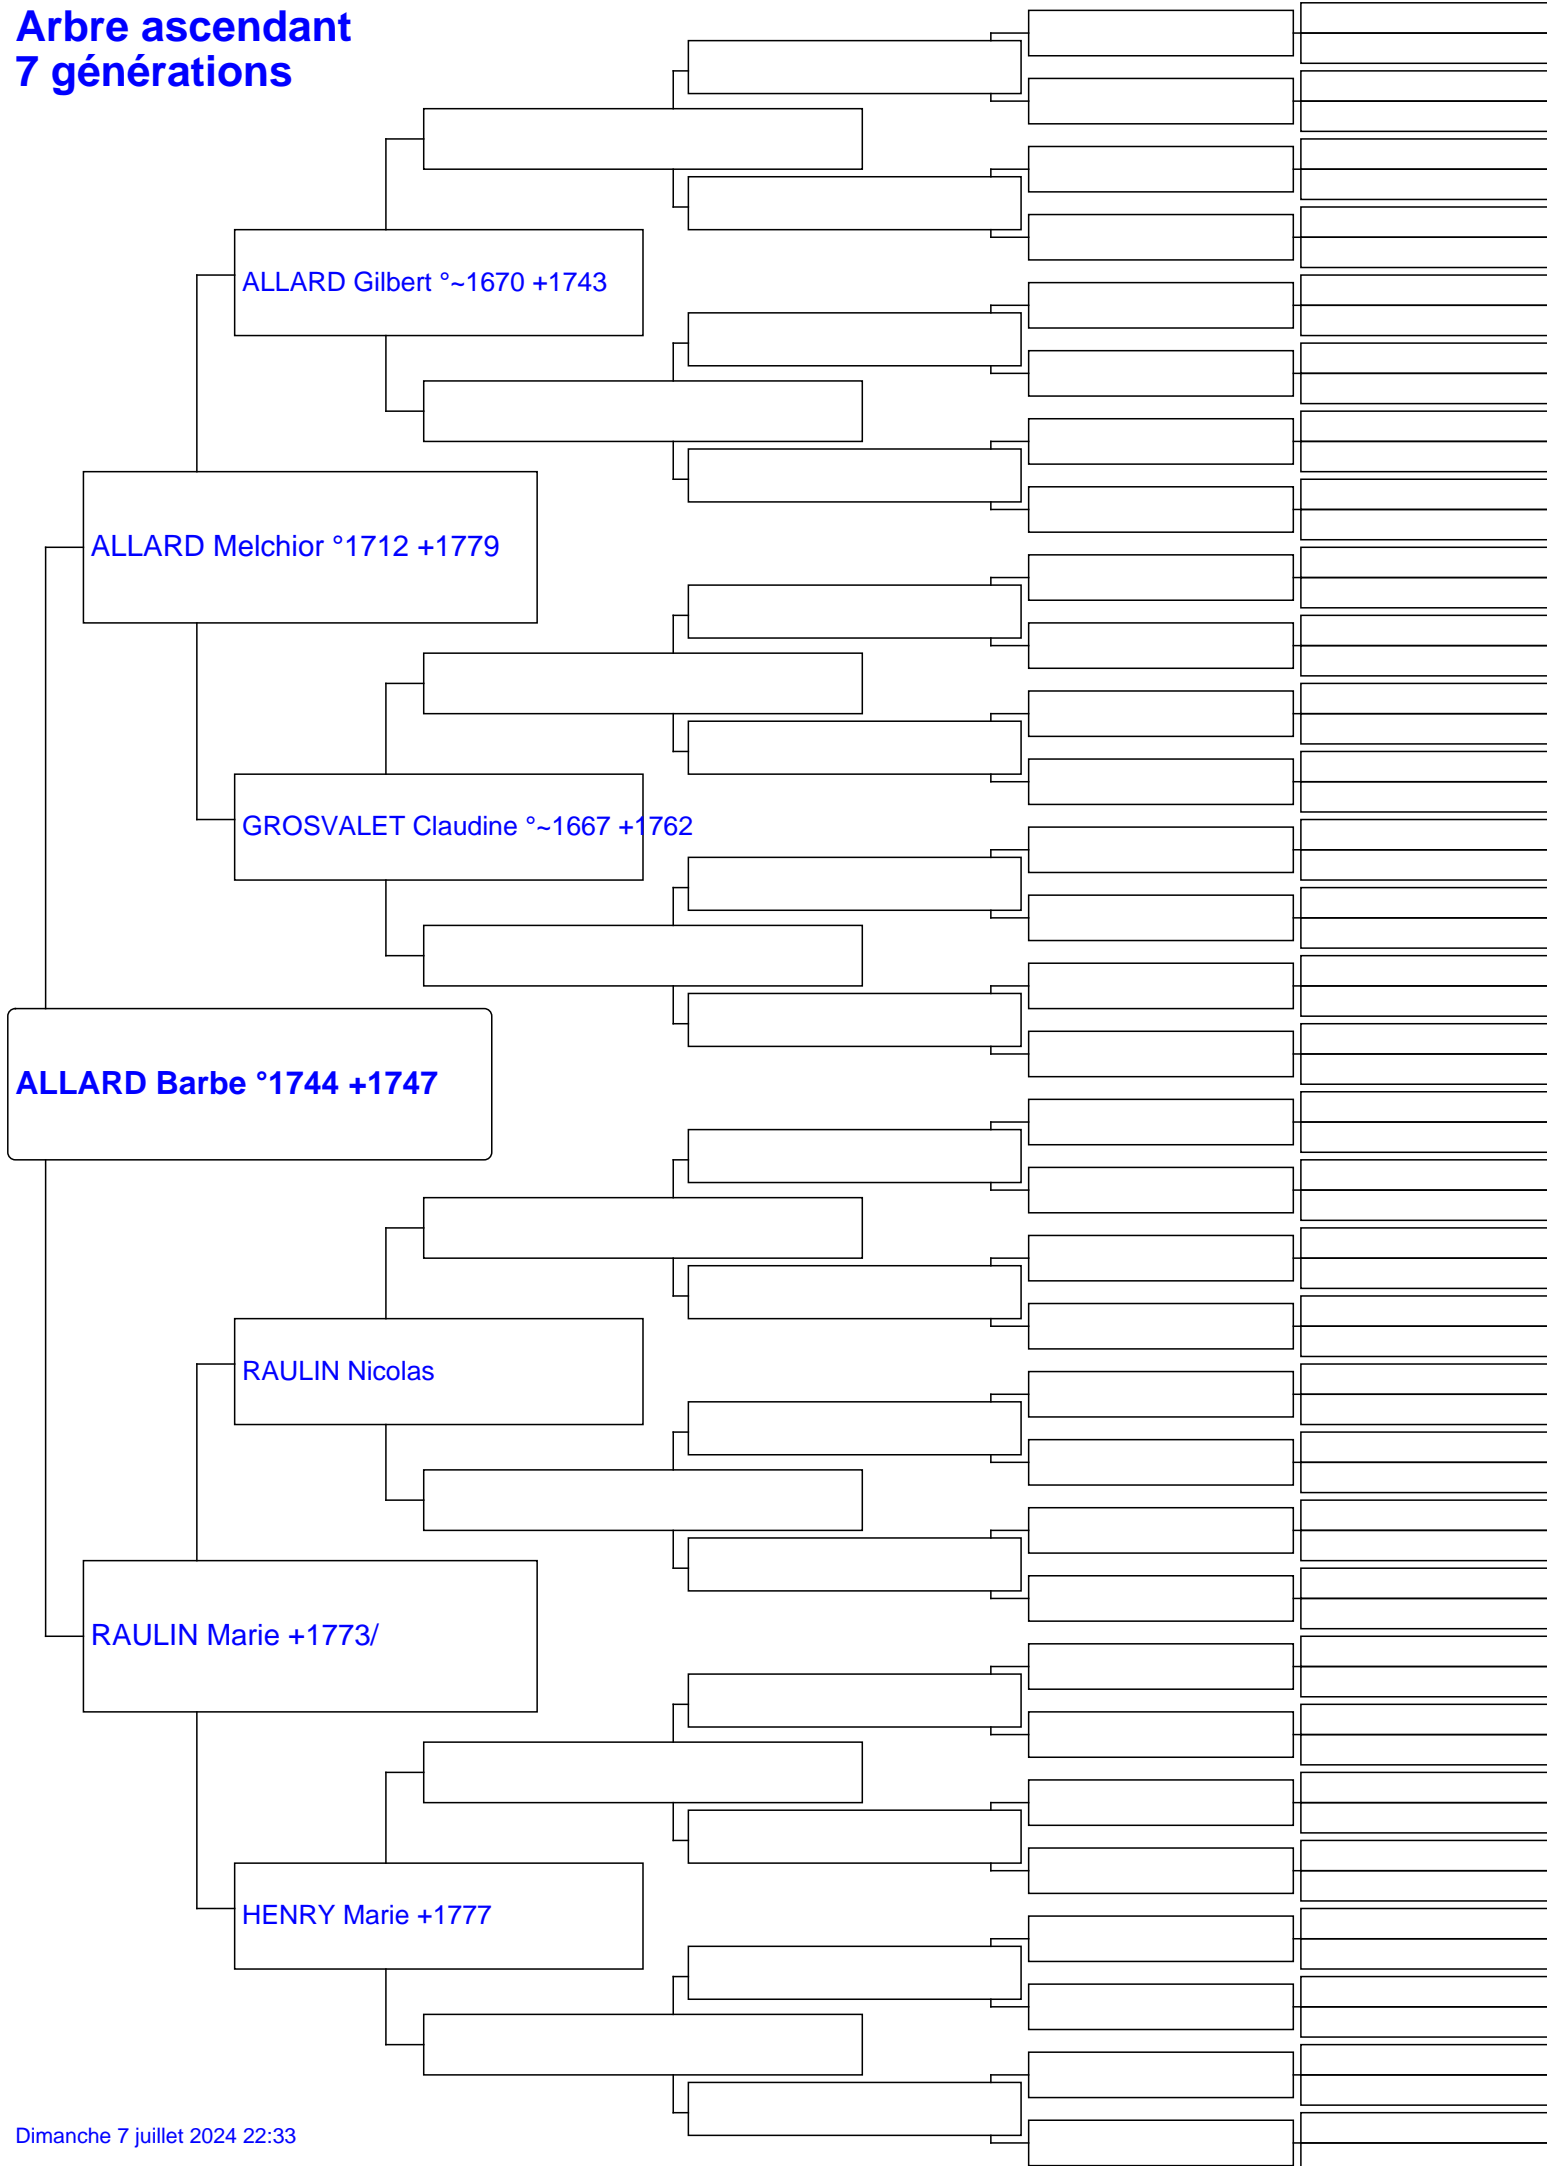 Arbre ascendant
7 générations
ALLARD Gilbert °~1670 +1743
ALLARD Melchior °1712 +1779
GROSVALET Claudine °~1667 +1762
ALLARD Barbe °1744 +1747
RAULIN Nicolas
RAULIN Marie +1773/
HENRY Marie +1777
Dimanche 7 juillet 2024 22:33